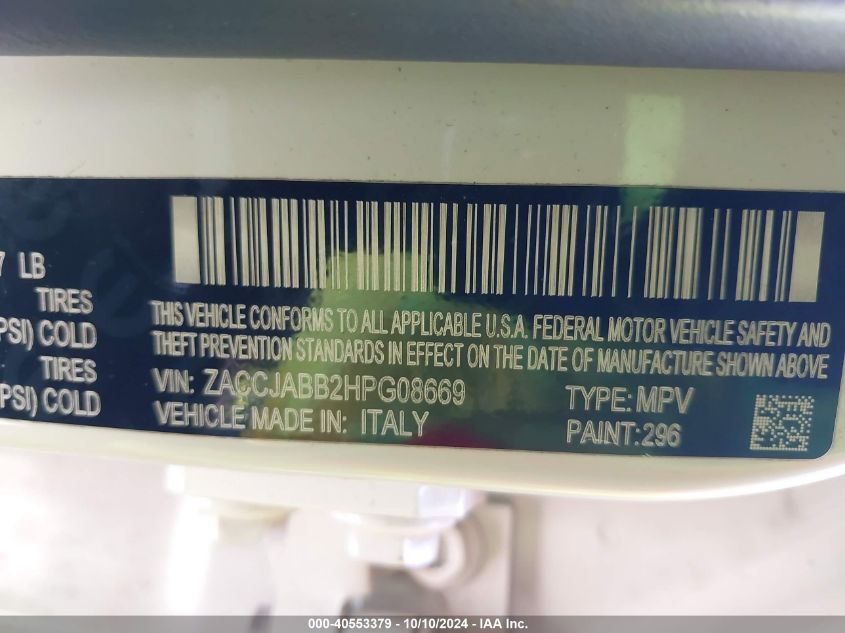 7 LB
TIRES
PSI) COLD
TIRES
PSI) COLD
THIS VEHICLE CONFORMS TO ALL APPLICABLE U.S.A. FEDERAL MOTOR VEHICLE SAFETY AND
THEFT PREVENTION STANDARDS IN EFFECT ON THE DATE OF MANUFACTURE SHOWN ABOVE
VIN: ZACCJABB2HPG08669
TYPE: MPV
VEHICLE MADE IN: ITALY
PAINT: 296
000-40553379 - 10/10/2024 - IAA Inc.